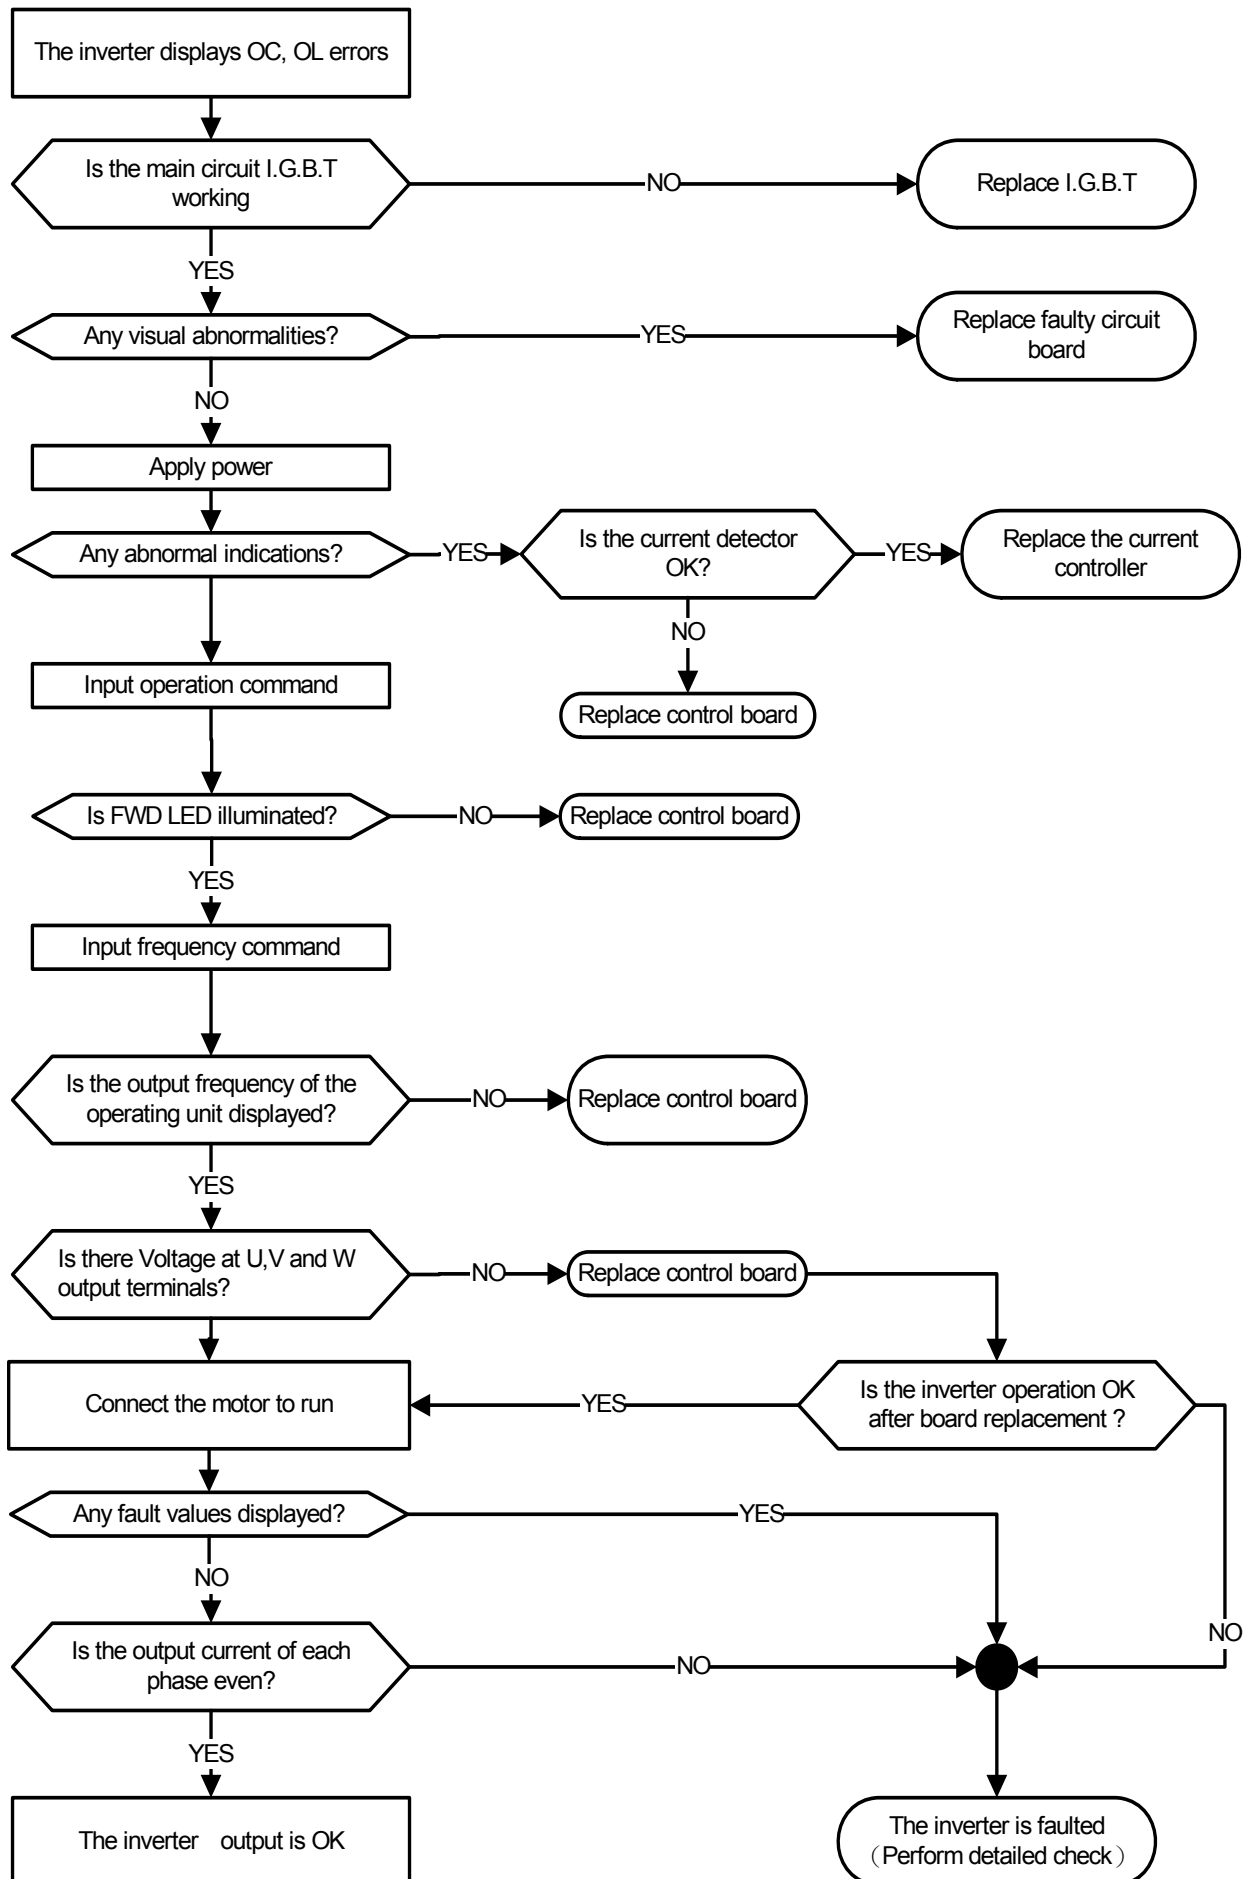 The inverter displays OC, OL errors
Is the main circuit I.G.B.T
working
NO
Replace I.G.B.T
YES
Any visual abnormalities?
YES
Replace faulty circuit
board
NO
Apply power
Any abnormal indications?
YES
Is the current detector
OK?
YES
Replace the current
controller
NO
Replace control board
Input operation command
Is FWD LED illuminated?
NO
Replace control board
YES
Input frequency command
Is the output frequency of the
operating unit displayed?
NO
Replace control board
YES
Is there Voltage at U,V and W
output terminals?
NO
Replace control board
Connect the motor to run
YES
Is the inverter operation OK
after board replacement ?
Any fault values displayed?
YES
NO
NO
Is the output current of each
phase even?
NO
YES
The inverter output is OK
The inverter is faulted
（Perform detailed check）